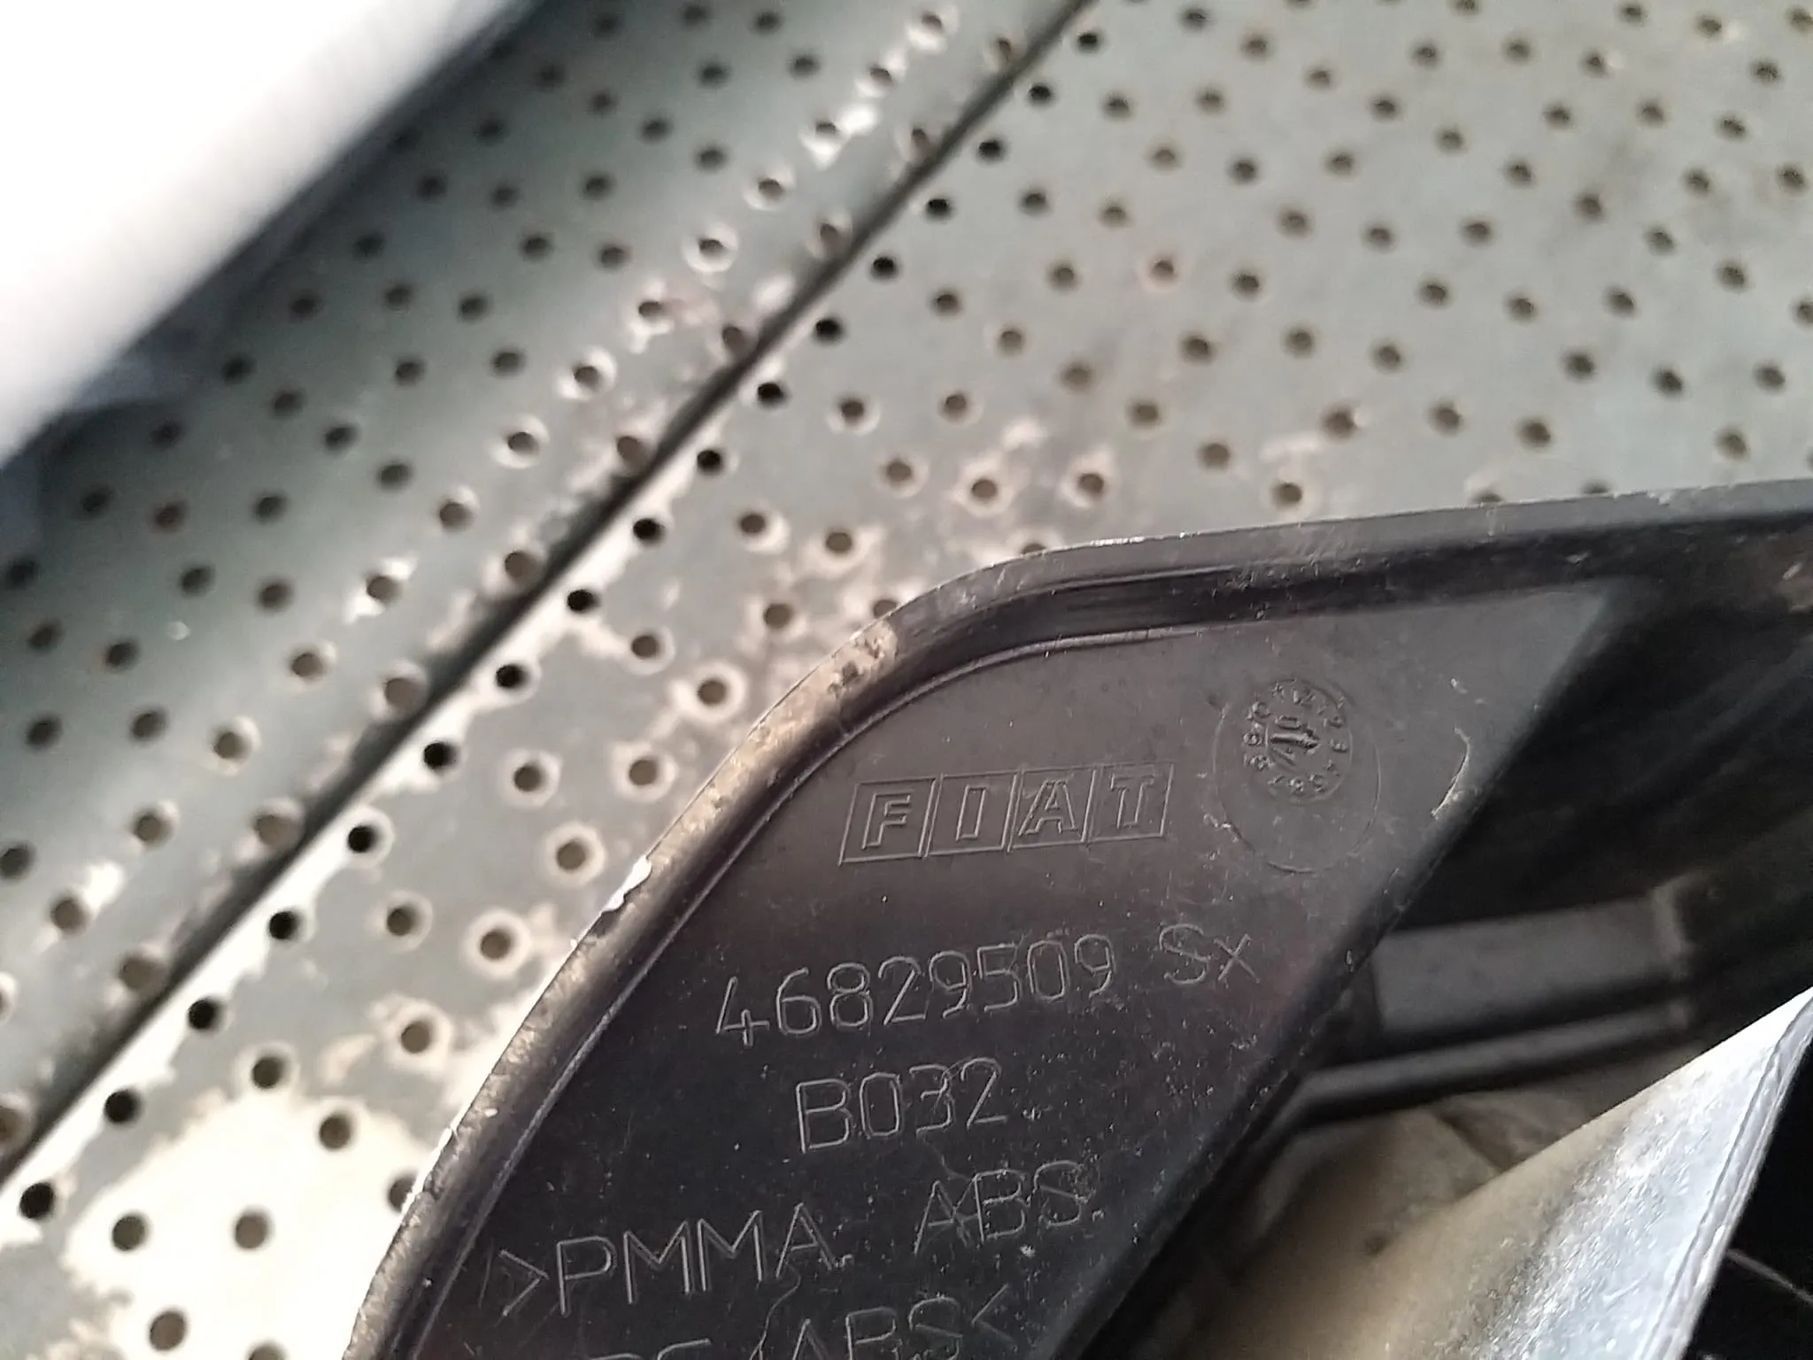 FIAT
46829509 Sx
B032
>PMMA ABS